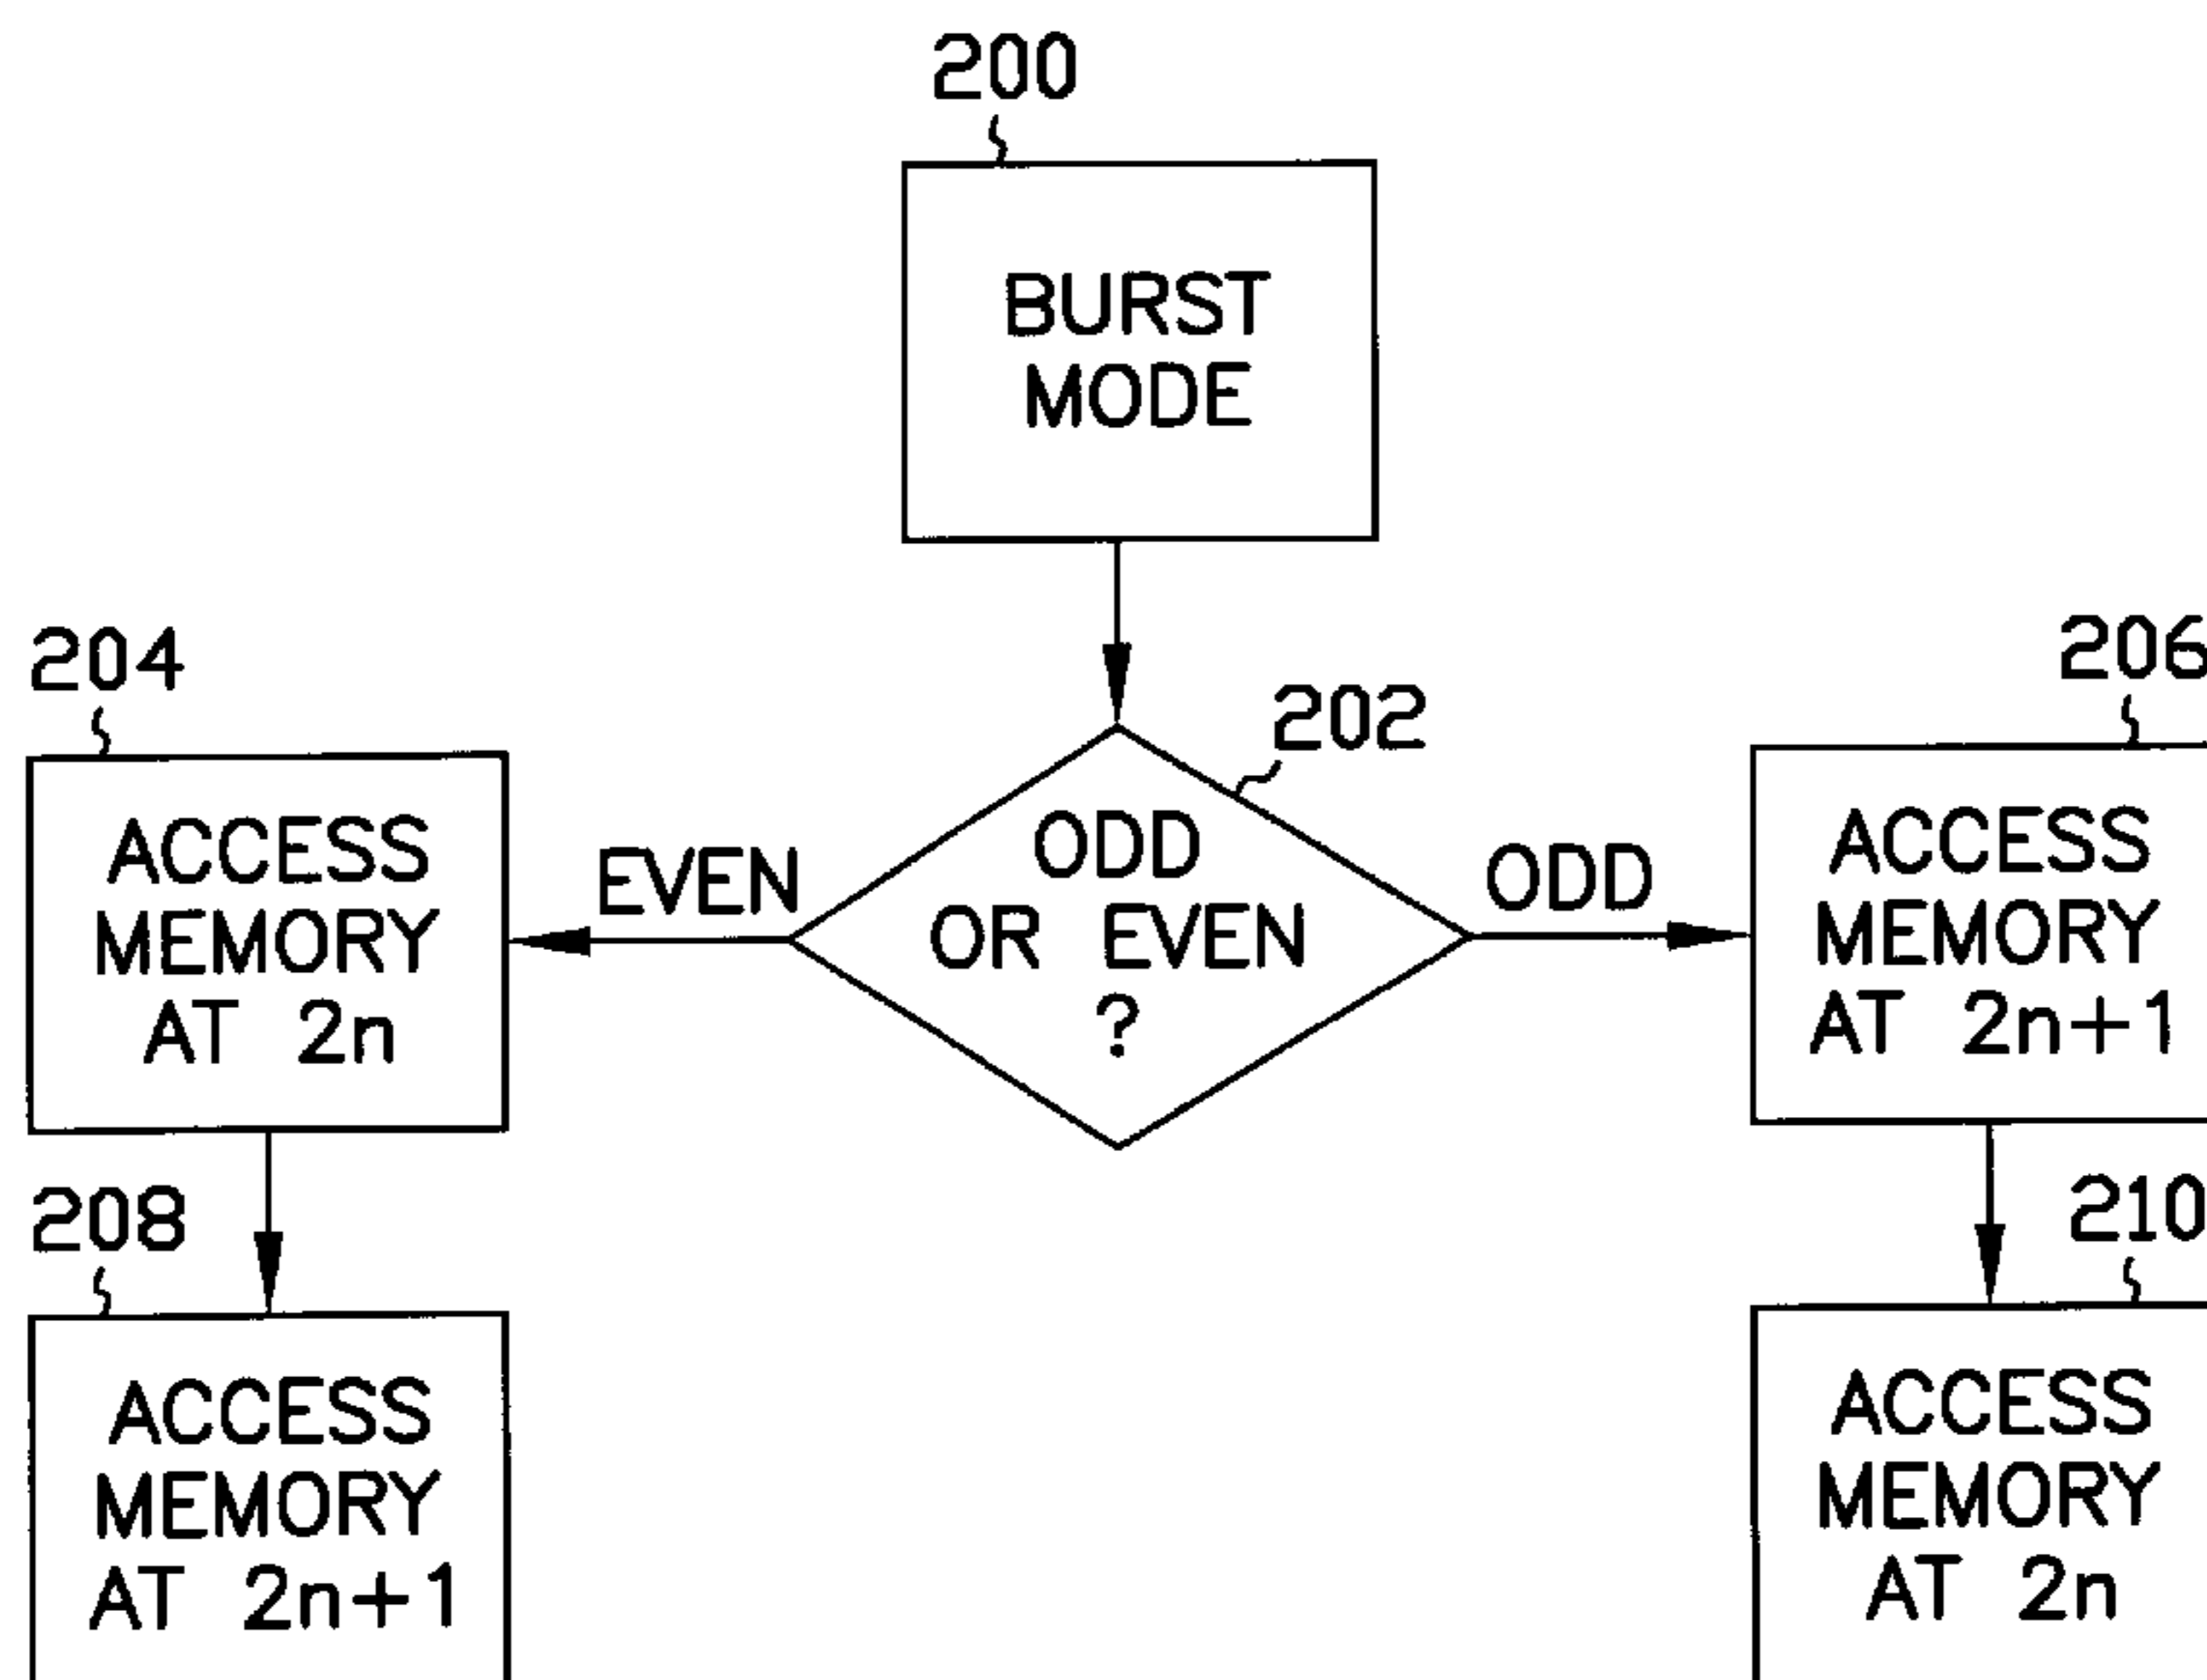 200
BURST
MODE
204
206
202
ACCESS
MEMORY
AT 2n
EVEN
ODD
OR EVEN
?
ODD
ACCESS
MEMORY
AT 2n+1
208
210
ACCESS
MEMORY
AT 2n+1
ACCESS
MEMORY
AT 2n